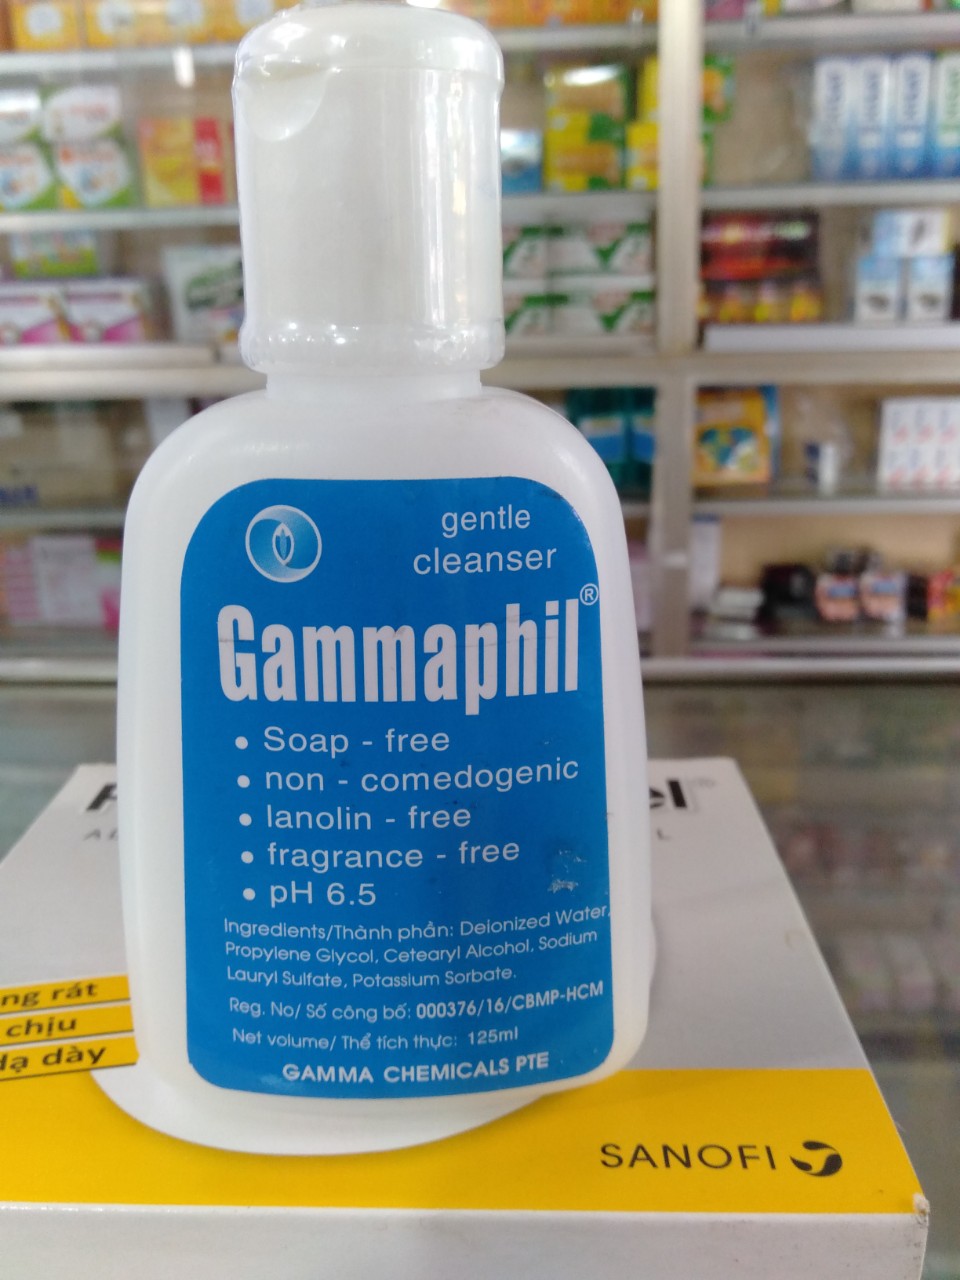 gentle
cleanser
Gammaphil®
• Soap - free
• non - comedogenic
• lanolin - free
• fragrance - free
• pH 6.5
Ingredients/Thành phần: Deionized Water,
Propylene Glycol, Cetearyl Alcohol, Sodium
Lauryl Sulfate, Potassium Sorbate.
Reg. No/ Số công bố: 000376/16/CBMP-HCM
Net volume/ Thể tích thực: 125ml
GAMMA CHEMICALS PTE
rát
chịu
dạ dày
SANOFI